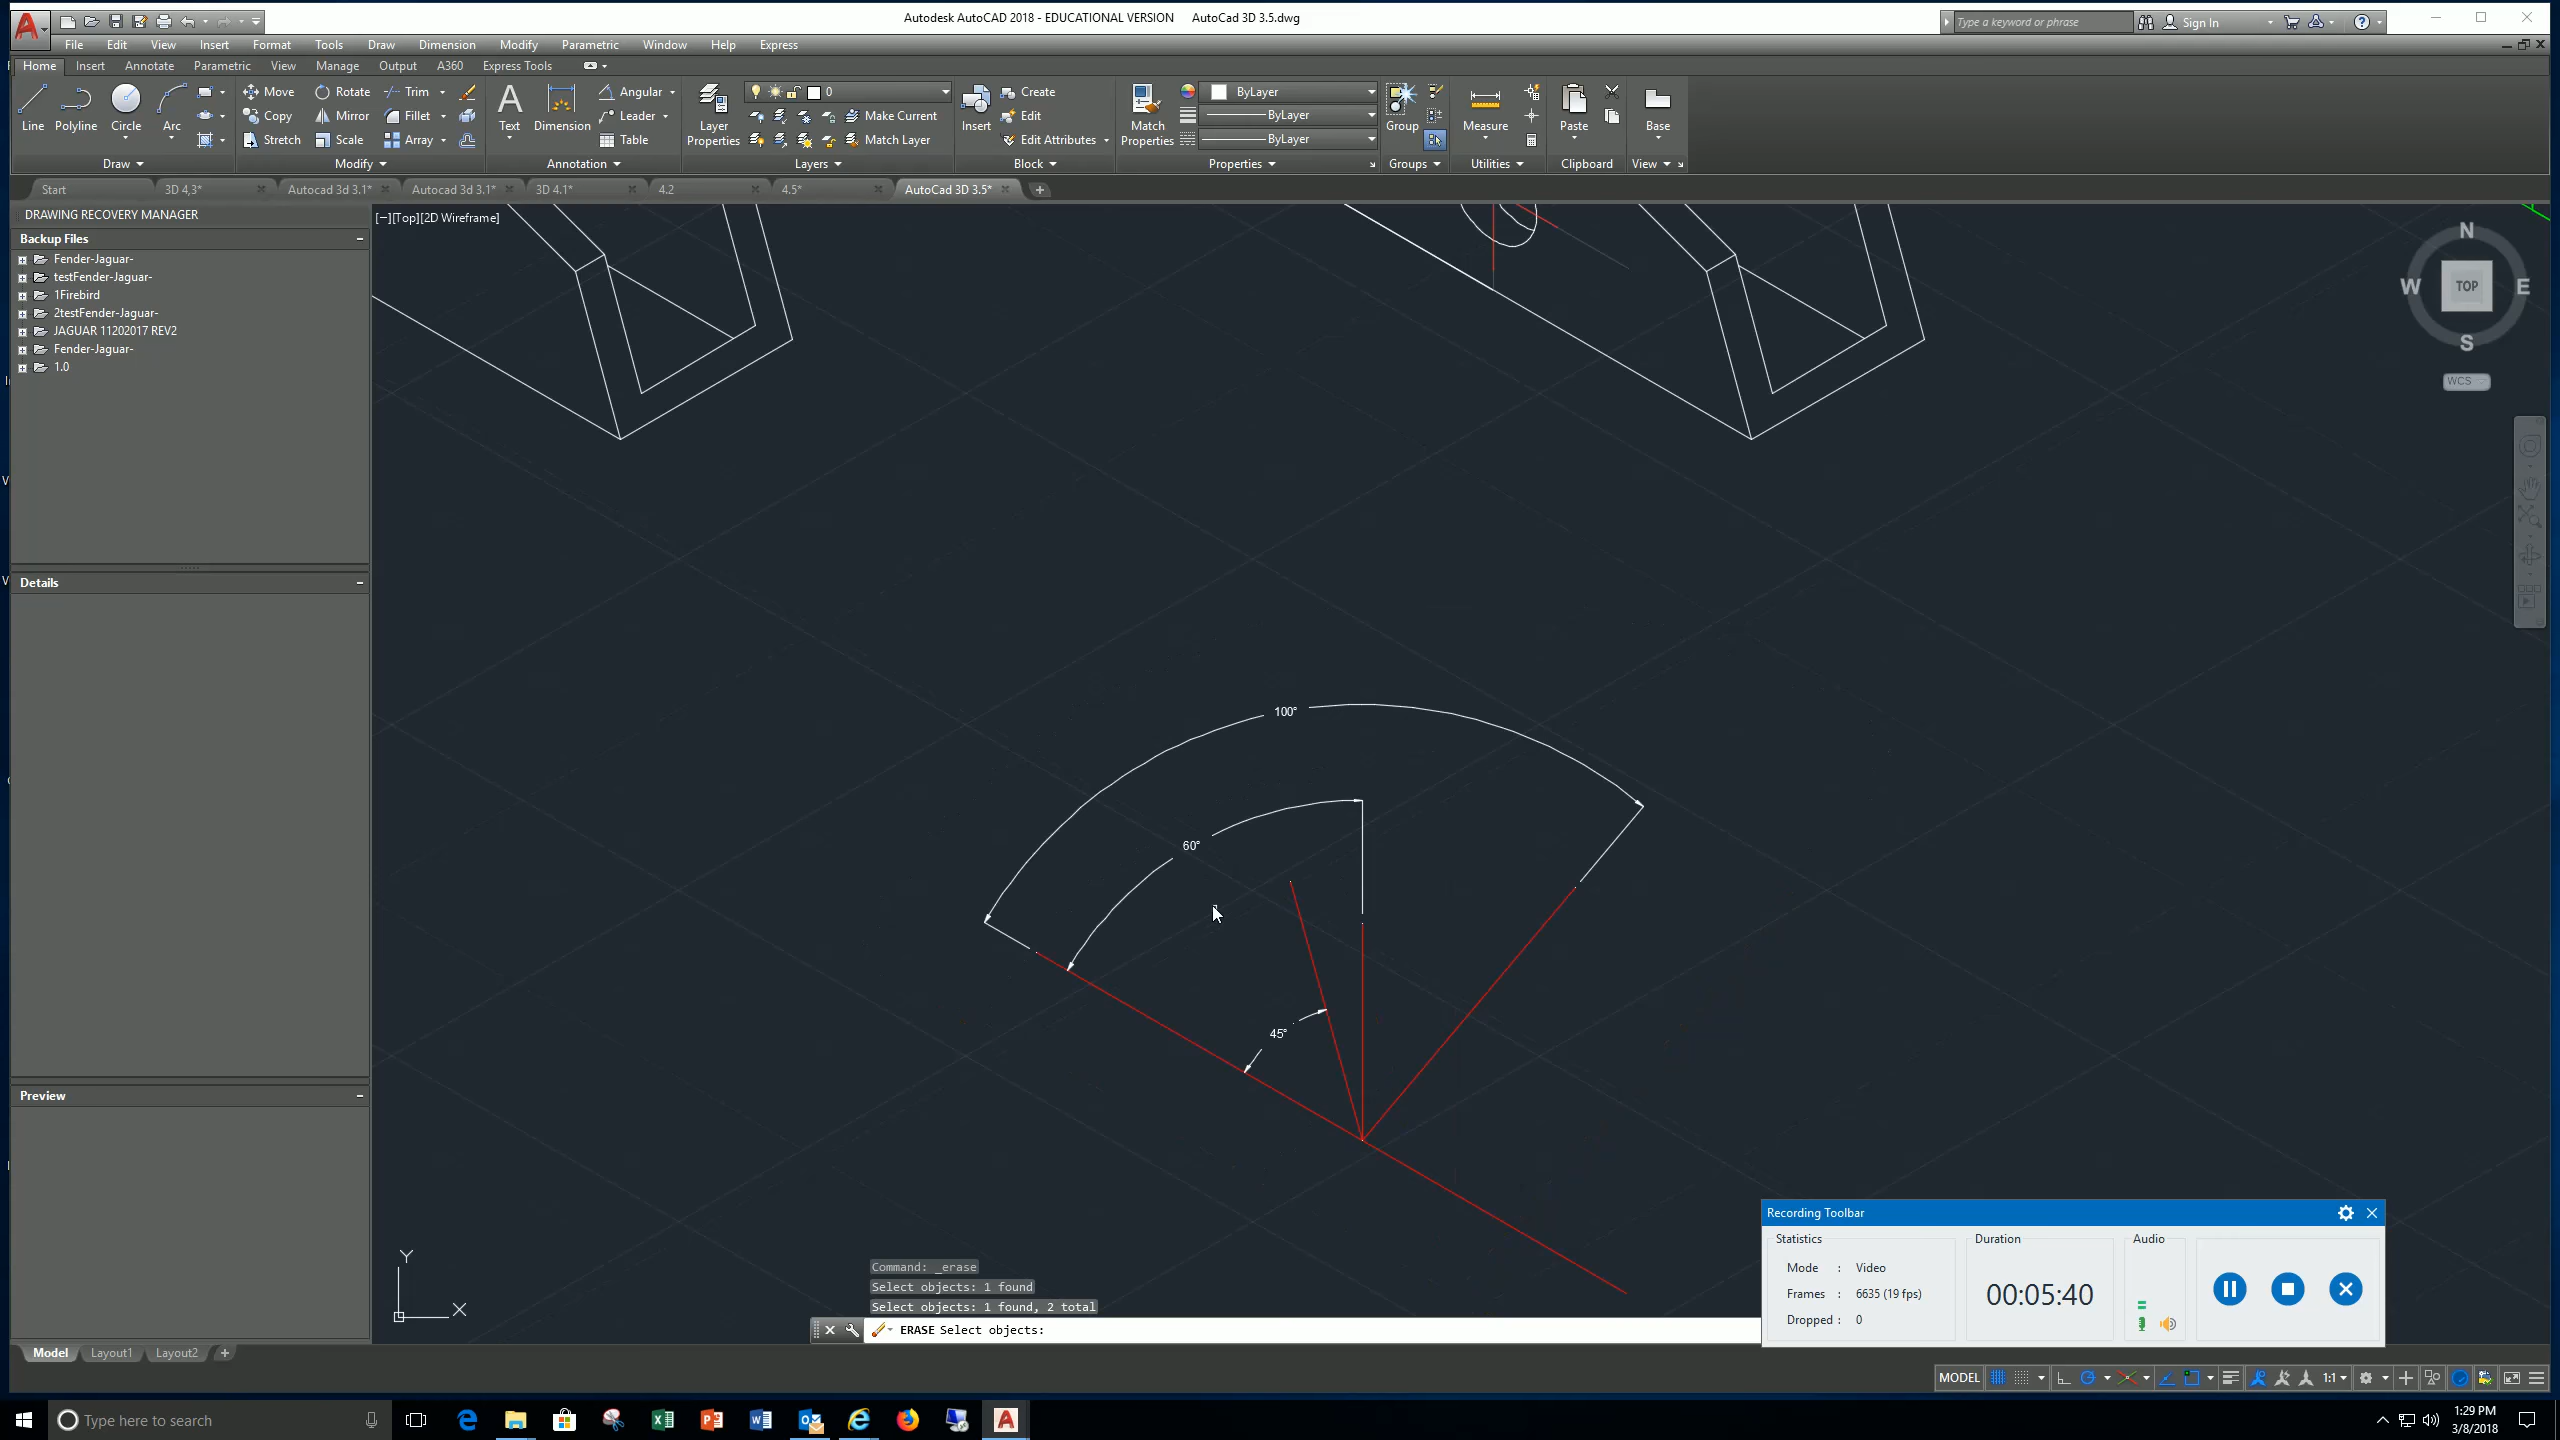 Autodesk AutoCAD 2018 - EDUCATIONAL VERSION AutoCad 3D 3.5.dwg
Type a keyword or phrase
Sign In
File Edit View Insert Format Tools Draw Dimension Modify Parametric Window Help Express
Home Insert Annotate Parametric View Manage Output A360 Express Tools
Line Polyline Circle Arc
Move Rotate Trim
Copy Mirror Fillet
Stretch Scale Array
Text Dimension
Angular
Leader
Table
Layer Properties
0
Make Current
Match Layer
Insert
Create
Edit
Edit Attributes
Match Properties
ByLayer
ByLayer
ByLayer
Group
Measure
Paste
Base
Draw Modify Annotation Layers Block Properties Groups Utilities Clipboard View
Start 3D 4,3* Autocad 3d 3.1* Autocad 3d 3.1* 3D 4.1* 4.2 4.5* AutoCad 3D 3.5*
DRAWING RECOVERY MANAGER
[−][Top][2D Wireframe]
Backup Files
Fender-Jaguar-
testFender-Jaguar-
1Firebird
2testFender-Jaguar-
JAGUAR 11202017 REV2
Fender-Jaguar-
1.0
Details
Preview
N
W TOP E
S
WCS
100°
60°
45°
Y
X
Command: _erase
Select objects: 1 found
Select objects: 1 found, 2 total
ERASE Select objects:
Recording Toolbar
Statistics
Mode : Video
Frames : 6635 (19 fps)
Dropped : 0
Duration
00:05:40
Audio
Model Layout1 Layout2
MODEL 1:1
Type here to search
1:29 PM
3/8/2018